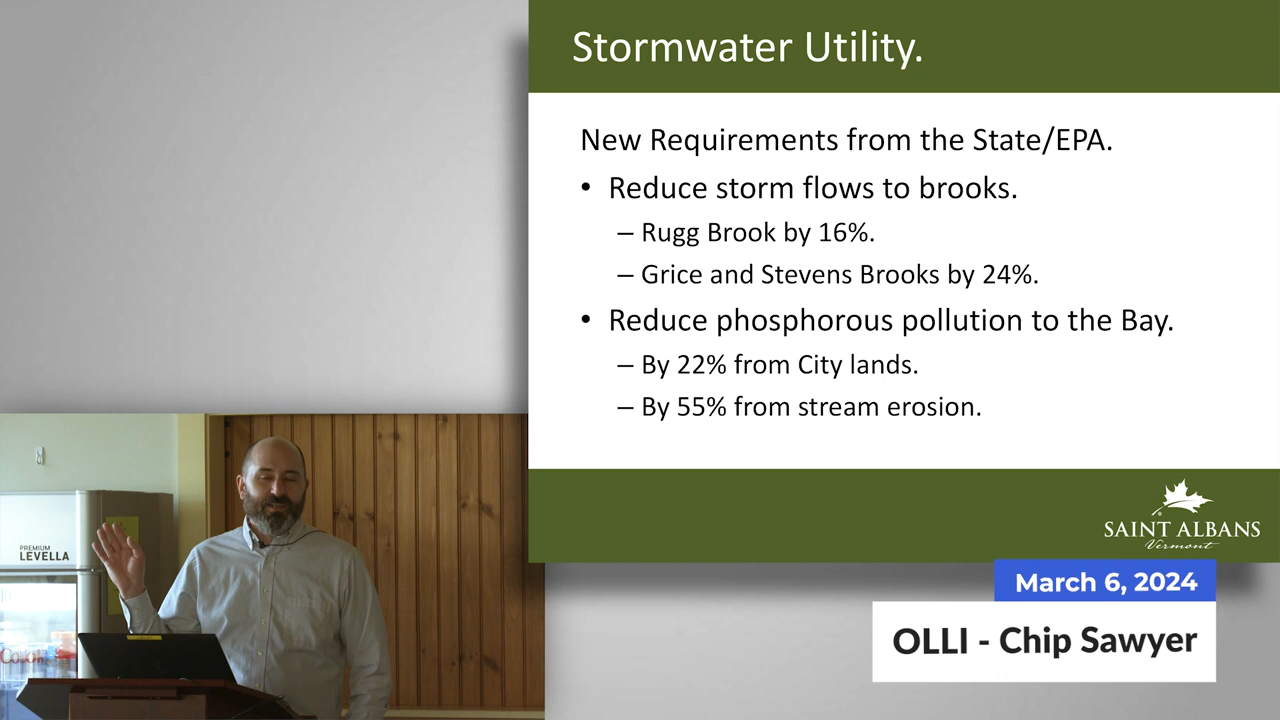 Stormwater Utility.
New Requirements from the State/EPA.
• Reduce storm flows to brooks.
– Rugg Brook by 16%.
– Grice and Stevens Brooks by 24%.
• Reduce phosphorous pollution to the Bay.
– By 22% from City lands.
– By 55% from stream erosion.
SAINT ALBANS
Vermont
March 6, 2024
OLLI - Chip Sawyer
PREMIUM
LEVELLA